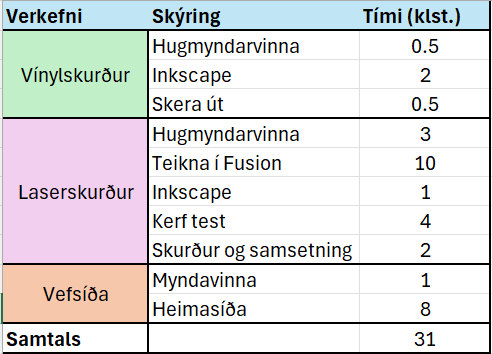 Verkefni Skýring Tími (klst.)
Vínylskurður Hugmyndarvinna 0.5
Inkscape 2
Skera út 0.5
Laserskurður Hugmyndarvinna 3
Teikna í Fusion 10
Inkscape 1
Kerf test 4
Skurður og samsetning 2
Vefsíða Myndavinna 1
Heimasíða 8
Samtals 31